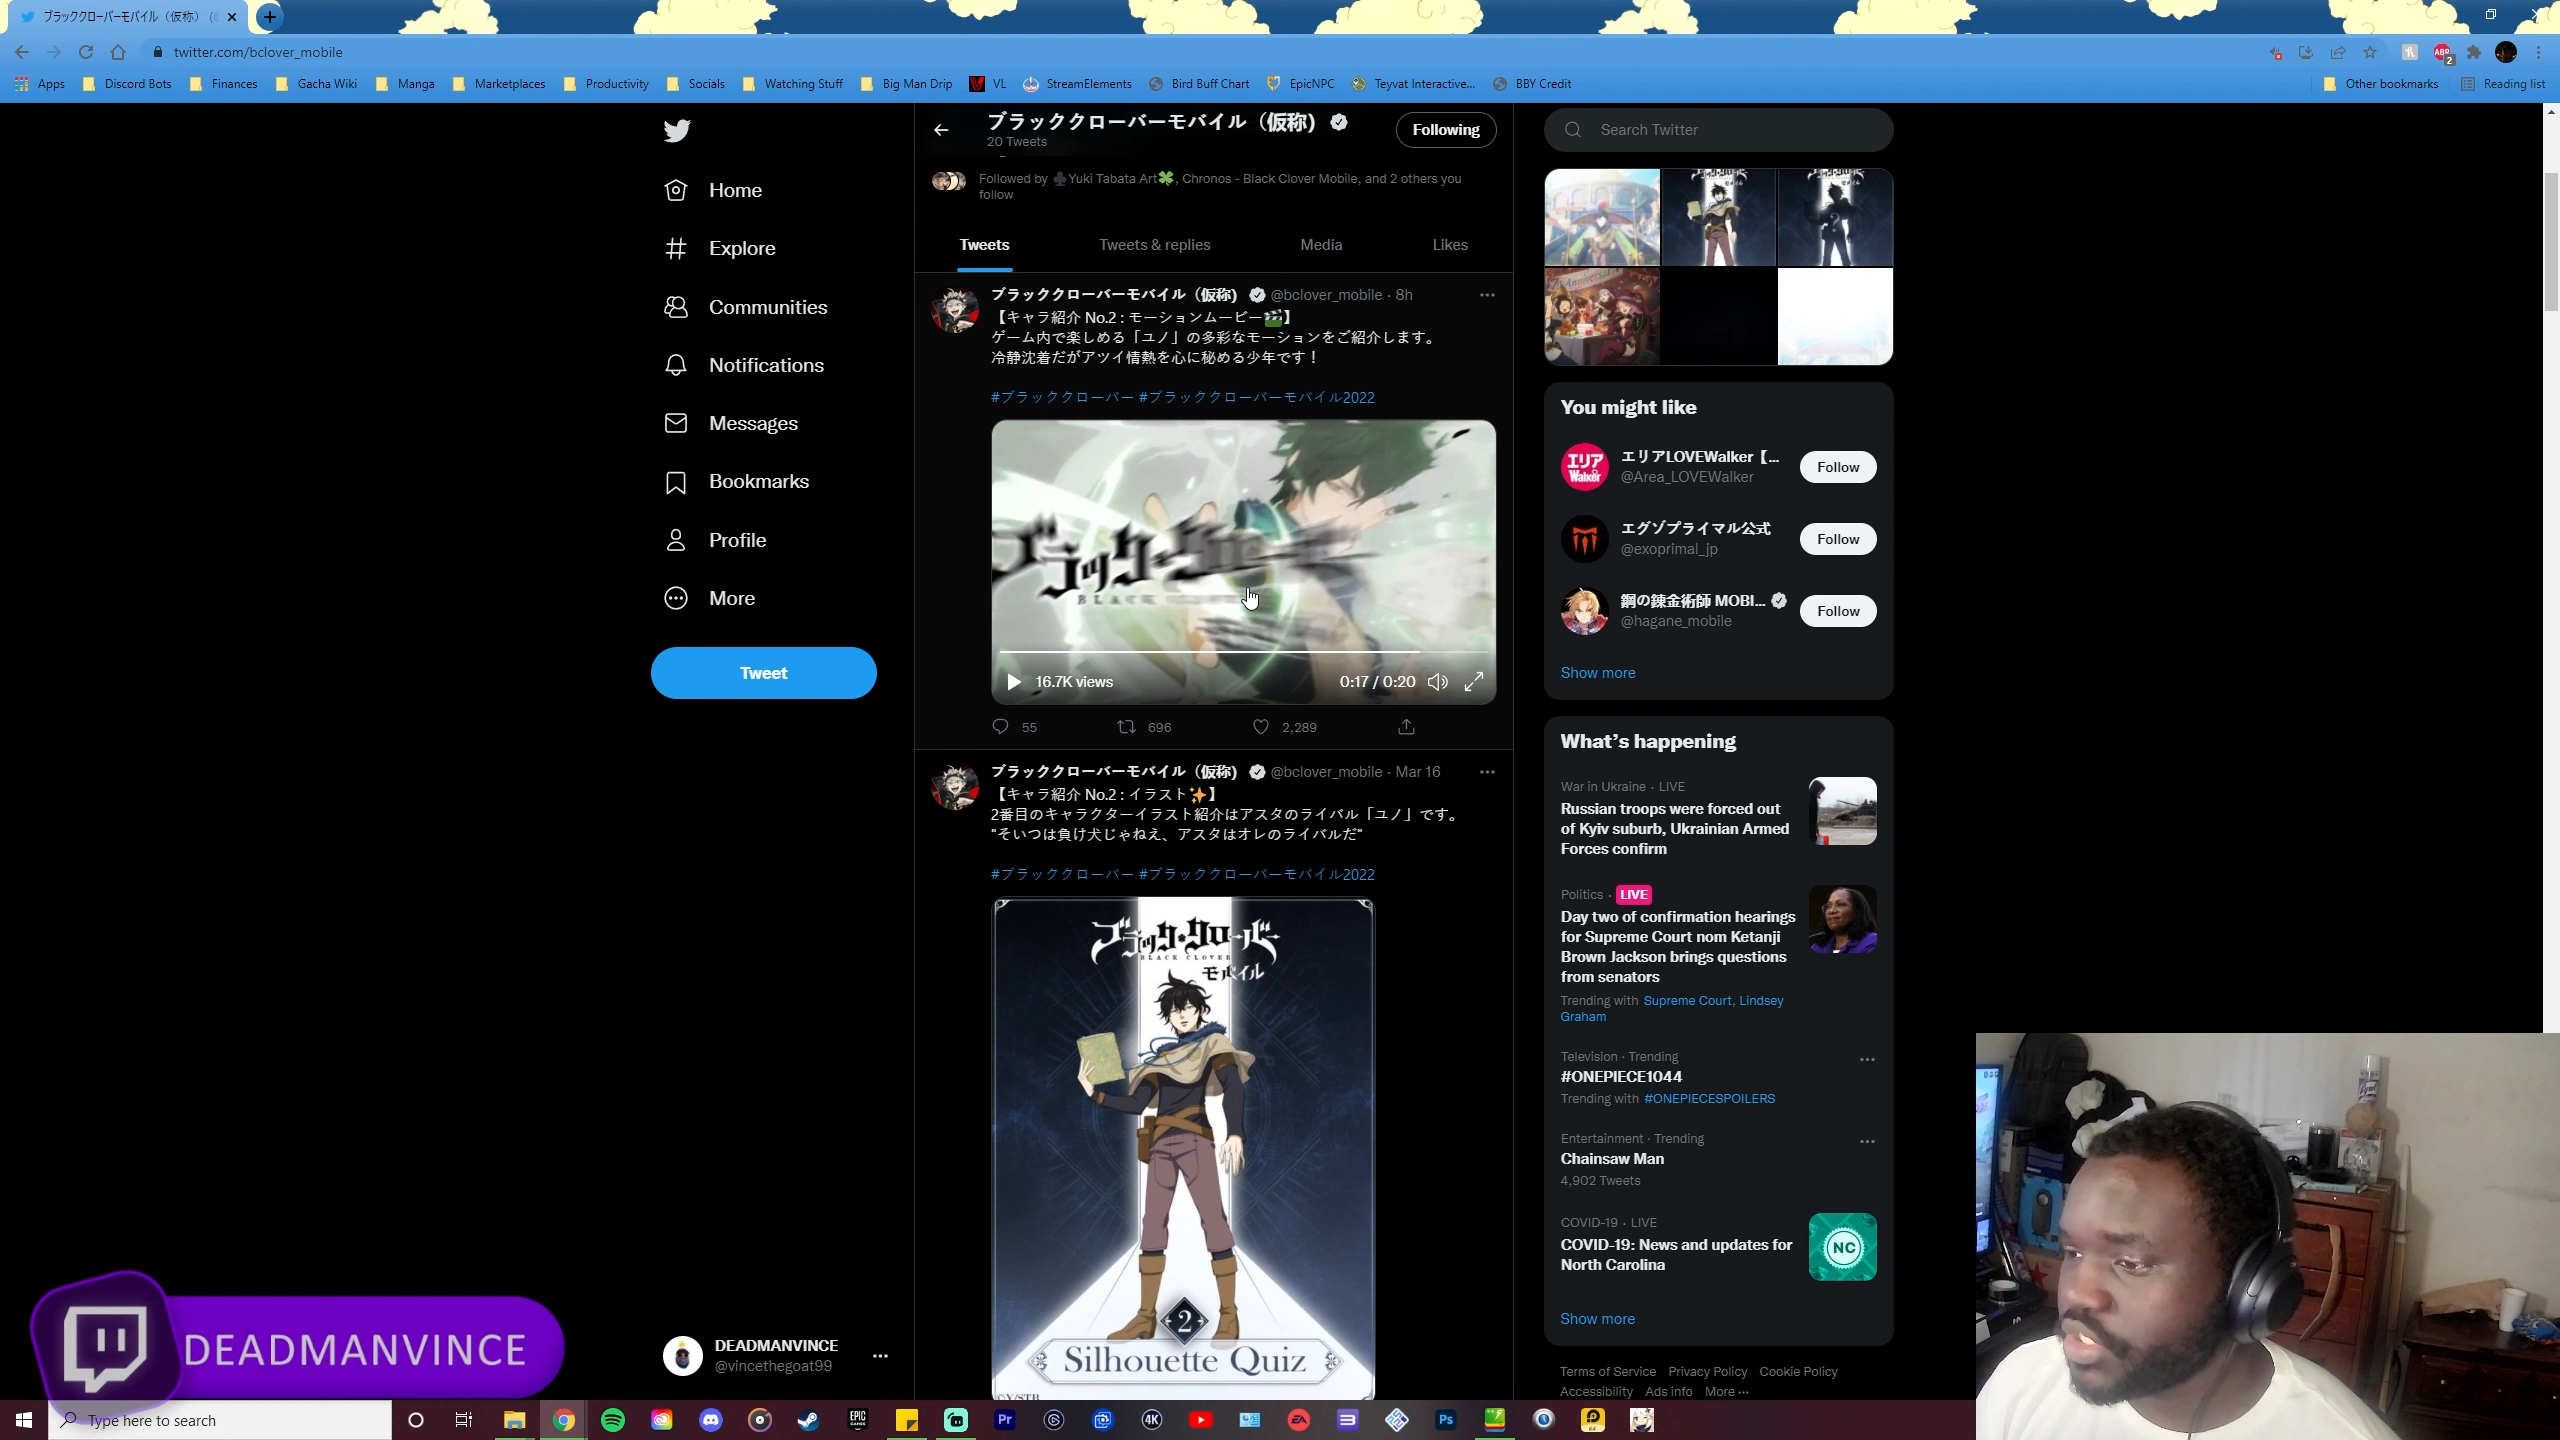 ブラッククローバーモバイル（仮称）
twitter.com/bclover_mobile
Apps Discord Bots Finances Gacha Wiki Manga Marketplaces Productivity Socials Watching Stuff Big Man Drip VL StreamElements Bird Buff Chart EpicNPC Teyvat Interactive... BBY Credit Other bookmarks Reading list
Home
Explore
Communities
Notifications
Messages
Bookmarks
Profile
More
Tweet
DEADMANVINCE
@vincethegoat99
ブラッククローバーモバイル（仮称)
20 Tweets
Following
Followed by ♣Yuki Tabata Art🍀, Chronos - Black Clover Mobile, and 2 others you
follow
Tweets Tweets & replies Media Likes
ブラッククローバーモバイル（仮称) @bclover_mobile · 8h
【キャラ紹介 No.2 : モーションムービー🎬】
ゲーム内で楽しめる「ユノ」の多彩なモーションをご紹介します。
冷静沈着だがアツイ情熱を心に秘める少年です！
#ブラッククローバー #ブラッククローバーモバイル2022
16.7K views
0:17 / 0:20
55 696 2,289
ブラッククローバーモバイル（仮称) @bclover_mobile · Mar 16
【キャラ紹介 No.2 : イラスト✨】
2番目のキャラクターイラスト紹介はアスタのライバル「ユノ」です。
"そいつは負け犬じゃねえ、アスタはオレのライバルだ"
#ブラッククローバー #ブラッククローバーモバイル2022
ブラッククローバー
BLACK CLOVER
モバイル
2
Silhouette Quiz
Search Twitter
You might like
エリアLOVEWalker【...
@Area_LOVEWalker
Follow
エグゾプライマル公式
@exoprimal_jp
Follow
鋼の錬金術師 MOBI...
@hagane_mobile
Follow
Show more
What's happening
War in Ukraine · LIVE
Russian troops were forced out
of Kyiv suburb, Ukrainian Armed
Forces confirm
Politics · LIVE
Day two of confirmation hearings
for Supreme Court nom Ketanji
Brown Jackson brings questions
from senators
Trending with Supreme Court, Lindsey
Graham
Television · Trending
#ONEPIECE1044
Trending with #ONEPIECESPOILERS
Entertainment · Trending
Chainsaw Man
4,902 Tweets
COVID-19 · LIVE
COVID-19: News and updates for
North Carolina
NC
Show more
Terms of Service Privacy Policy Cookie Policy
Accessibility Ads info More ···
DEADMANVINCE
Type here to search